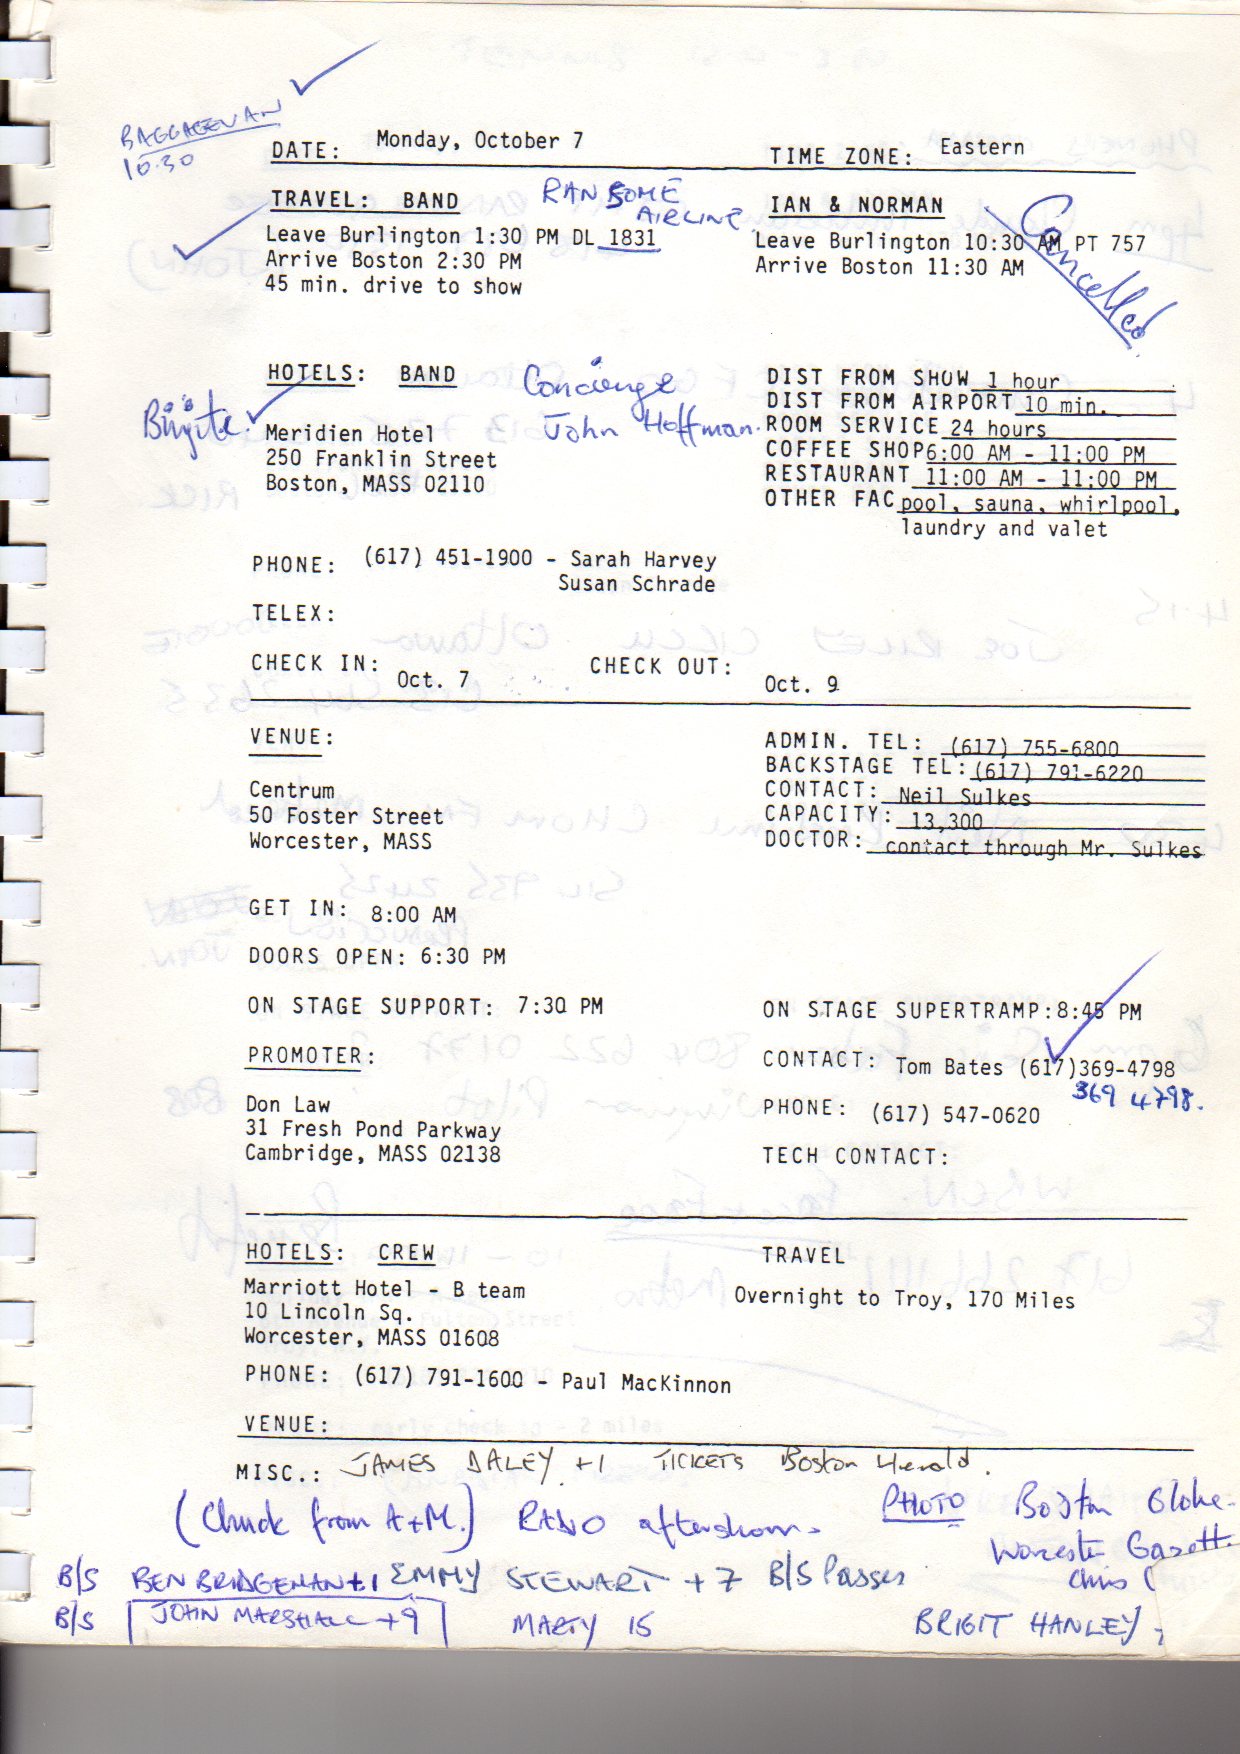 BAGGAGEMAN
10.30
DATE: Monday, October 7 TIME ZONE: Eastern
TRAVEL: BAND RANSOME AIRLINE. IAN & NORMAN
Leave Burlington 1:30 PM DL 1831 Leave Burlington 10:30 AM PT 757
Arrive Boston 2:30 PM Arrive Boston 11:30 AM
45 min. drive to show
Cancelled
HOTELS: BAND Concierge DIST FROM SHOW 1 hour
DIST FROM AIRPORT 10 min.
Birgite. Meridien Hotel John Hoffman. ROOM SERVICE 24 hours
250 Franklin Street COFFEE SHOP 6:00 AM - 11:00 PM
Boston, MASS 02110 RESTAURANT 11:00 AM - 11:00 PM
OTHER FAC pool, sauna, whirlpool,
laundry and valet
PHONE: (617) 451-1900 - Sarah Harvey
Susan Schrade
TELEX:
CHECK IN: Oct. 7 CHECK OUT: Oct. 9
VENUE: ADMIN. TEL: (617) 755-6800
BACKSTAGE TEL: (617) 791-6220
Centrum CONTACT: Neil Sulkes
50 Foster Street CAPACITY: 13,300
Worcester, MASS DOCTOR: contact through Mr. Sulkes
GET IN: 8:00 AM
DOORS OPEN: 6:30 PM
ON STAGE SUPPORT: 7:30 PM ON STAGE SUPERTRAMP: 8:45 PM
PROMOTER: CONTACT: Tom Bates (617)369-4798
369 4798.
Don Law PHONE: (617) 547-0620
31 Fresh Pond Parkway
Cambridge, MASS 02138 TECH CONTACT:
HOTELS: CREW TRAVEL
Marriott Hotel - B team Overnight to Troy, 170 Miles
10 Lincoln Sq.
Worcester, MASS 01608
PHONE: (617) 791-1600 - Paul MacKinnon
VENUE:
MISC.: JAMES DALEY +1 TICKETS Boston Herald.
(Chuck from A+M.) RADIO aftershow. PHOTO Boston Globe.
Worcester Gazett
Chris
B/S BEN BRIDGEMAN +1 EMMY STEWART +7 B/S Passes
B/S JOHN MARSHALL +9 MARTY 15 BRIGIT HANLEY